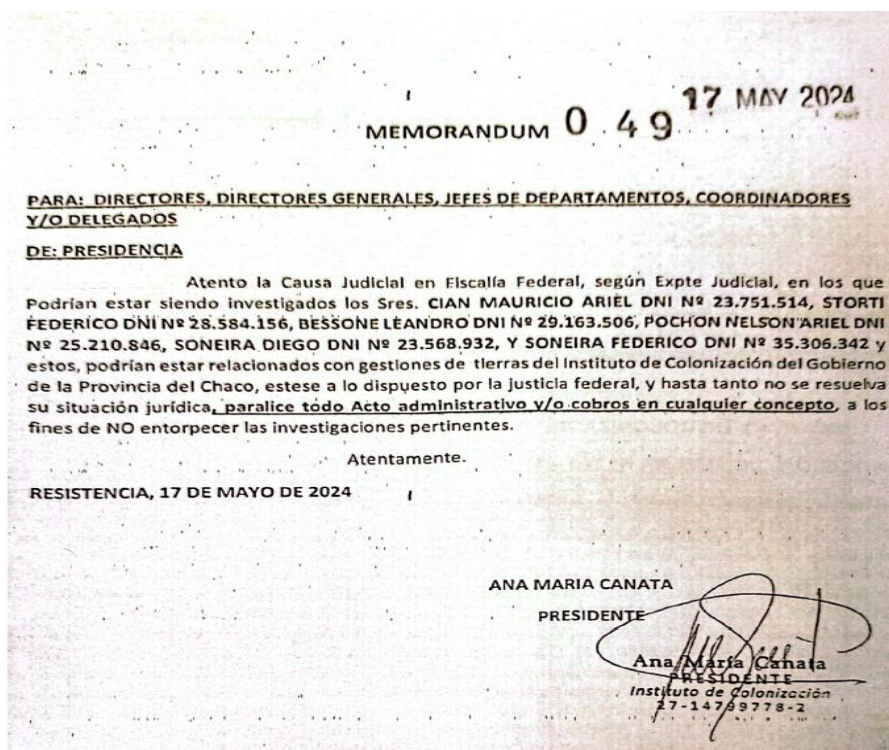 17 MAY 2024
MEMORANDUM 0 49
PARA: DIRECTORES, DIRECTORES GENERALES, JEFES DE DEPARTAMENTOS, COORDINADORES
Y/O DELEGADOS
DE: PRESIDENCIA
Atento la Causa Judicial en Fiscalía Federal, según Expte Judicial, en los que
Podrían estar siendo investigados los Sres. CIAN MAURICIO ARIEL DNI Nº 23.751.514, STORTI
FEDERICO DNI Nº 28.584.156, BESSONE LEANDRO DNI Nº 29.163.506, POCHON NELSON ARIEL DNI
Nº 25.210.846, SONEIRA DIEGO DNI Nº 23.568.932, Y SONEIRA FEDERICO DNI Nº 35.306.342 y
estos, podrían estar relacionados con gestiones de tierras del Instituto de Colonización del Gobierno
de la Provincia del Chaco, estese a lo dispuesto por la justicia federal, y hasta tanto no se resuelva
su situación jurídica, paralice todo Acto administrativo y/o cobros en cualquier concepto, a los
fines de NO entorpecer las investigaciones pertinentes.
Atentamente.
RESISTENCIA, 17 DE MAYO DE 2024
ANA MARIA CANATA
PRESIDENTE
Ana María Canata
PRESIDENTE
Instituto de Colonización
27-14799778-2